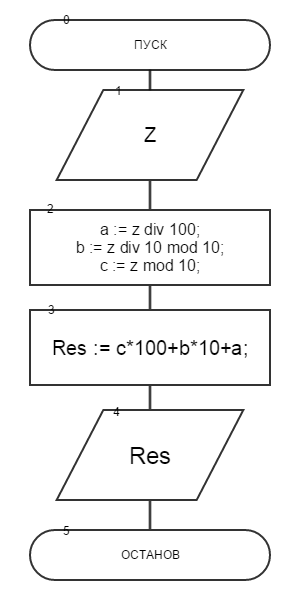 0
ПУСК
1
Z
2
a := z div 100;
b := z div 10 mod 10;
c := z mod 10;
3
Res := c*100+b*10+a;
4
Res
5
ОСТАНОВ